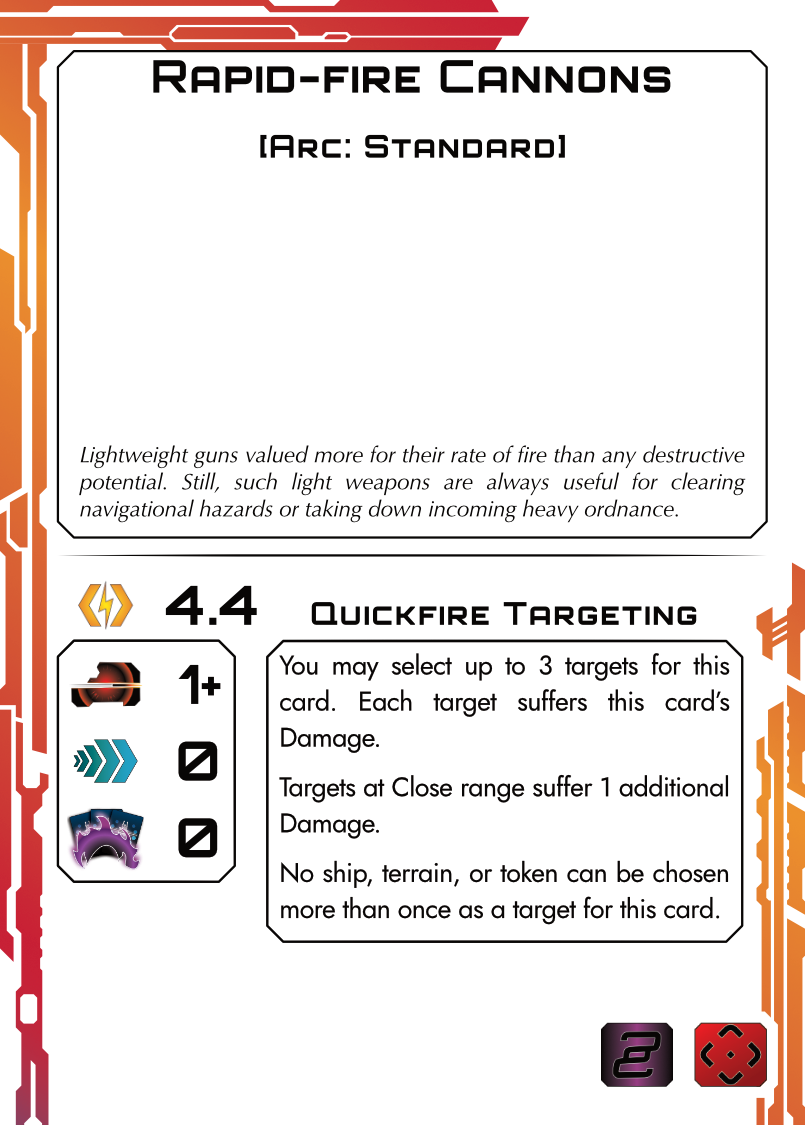 Rapid-fire Cannons
[Arc: Standard]
Lightweight guns valued more for their rate of fire than any destructive
potential. Still, such light weapons are always useful for clearing
navigational hazards or taking down incoming heavy ordnance.
4.4
Quickfire Targeting
1+
0
0
You may select up to 3 targets for this
card. Each target suffers this card's
Damage.
Targets at Close range suffer 1 additional
Damage.
No ship, terrain, or token can be chosen
more than once as a target for this card.